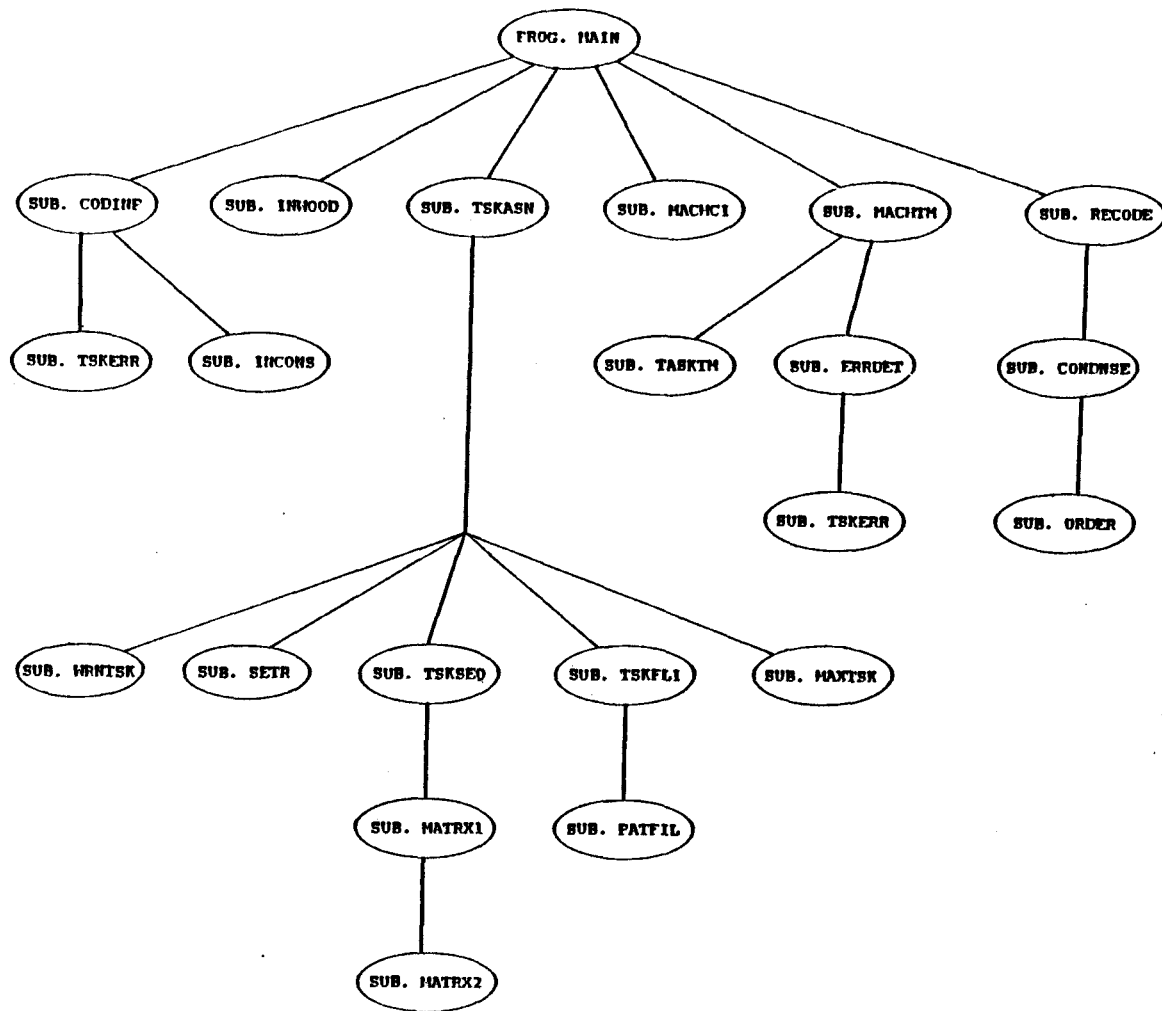 PROG. MAIN
SUB. CODINF
SUB. INWOOD
SUB. TSKASN
SUB. MACHCI
SUB. MACHTM
SUB. RECODE
SUB. TSKERR
SUB. INCONS
SUB. TASKTM
SUB. ERRDET
SUB. CONDNSE
SUB. TSKERR
SUB. ORDER
SUB. WRNTSK
SUB. SETR
SUB. TSKSEQ
SUB. TSKFLI
SUB. MAXTSK
SUB. MATRX1
SUB. PATFIL
SUB. MATRX2